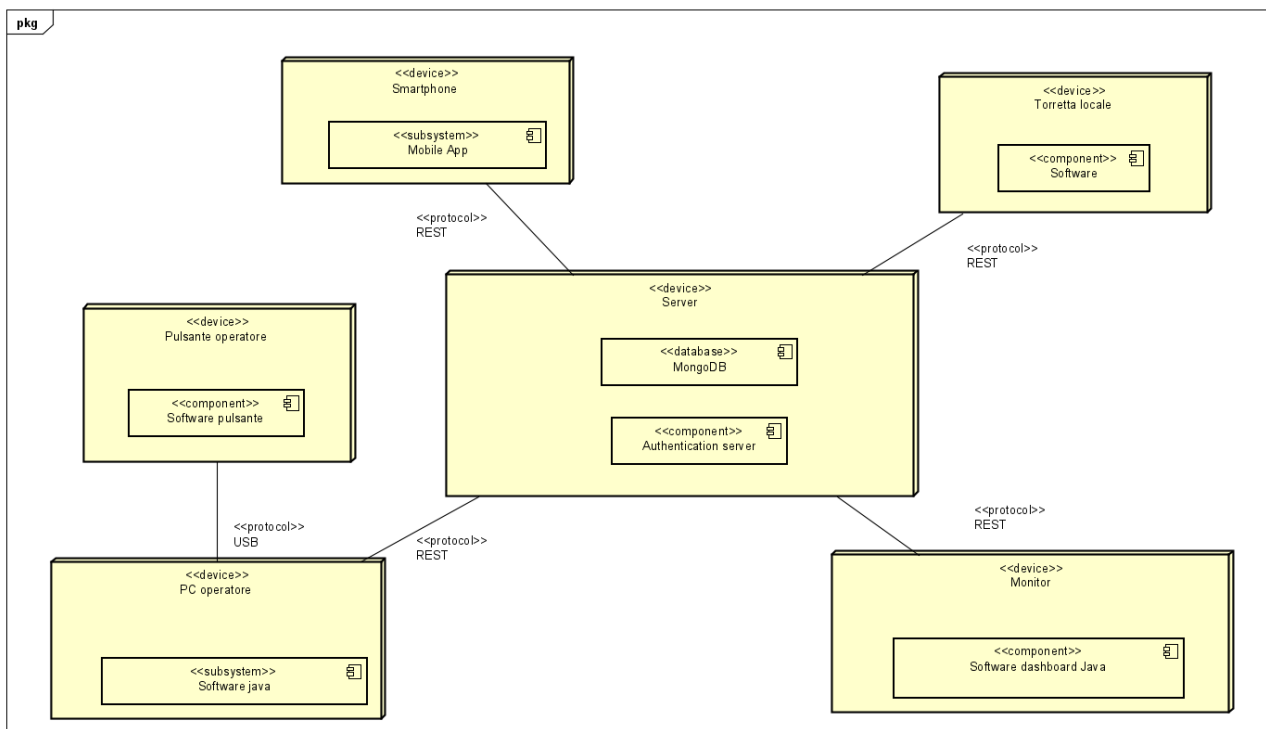 pkg
<<device>>
Smartphone
<<subsystem>>
Mobile App
<<device>>
Torretta locale
<<component>>
Software
<<protocol>>
REST
<<protocol>>
REST
<<device>>
Server
<<database>>
MongoDB
<<component>>
Authentication server
<<device>>
Pulsante operatore
<<component>>
Software pulsante
<<protocol>>
USB
<<protocol>>
REST
<<protocol>>
REST
<<device>>
PC operatore
<<subsystem>>
Software java
<<device>>
Monitor
<<component>>
Software dashboard Java